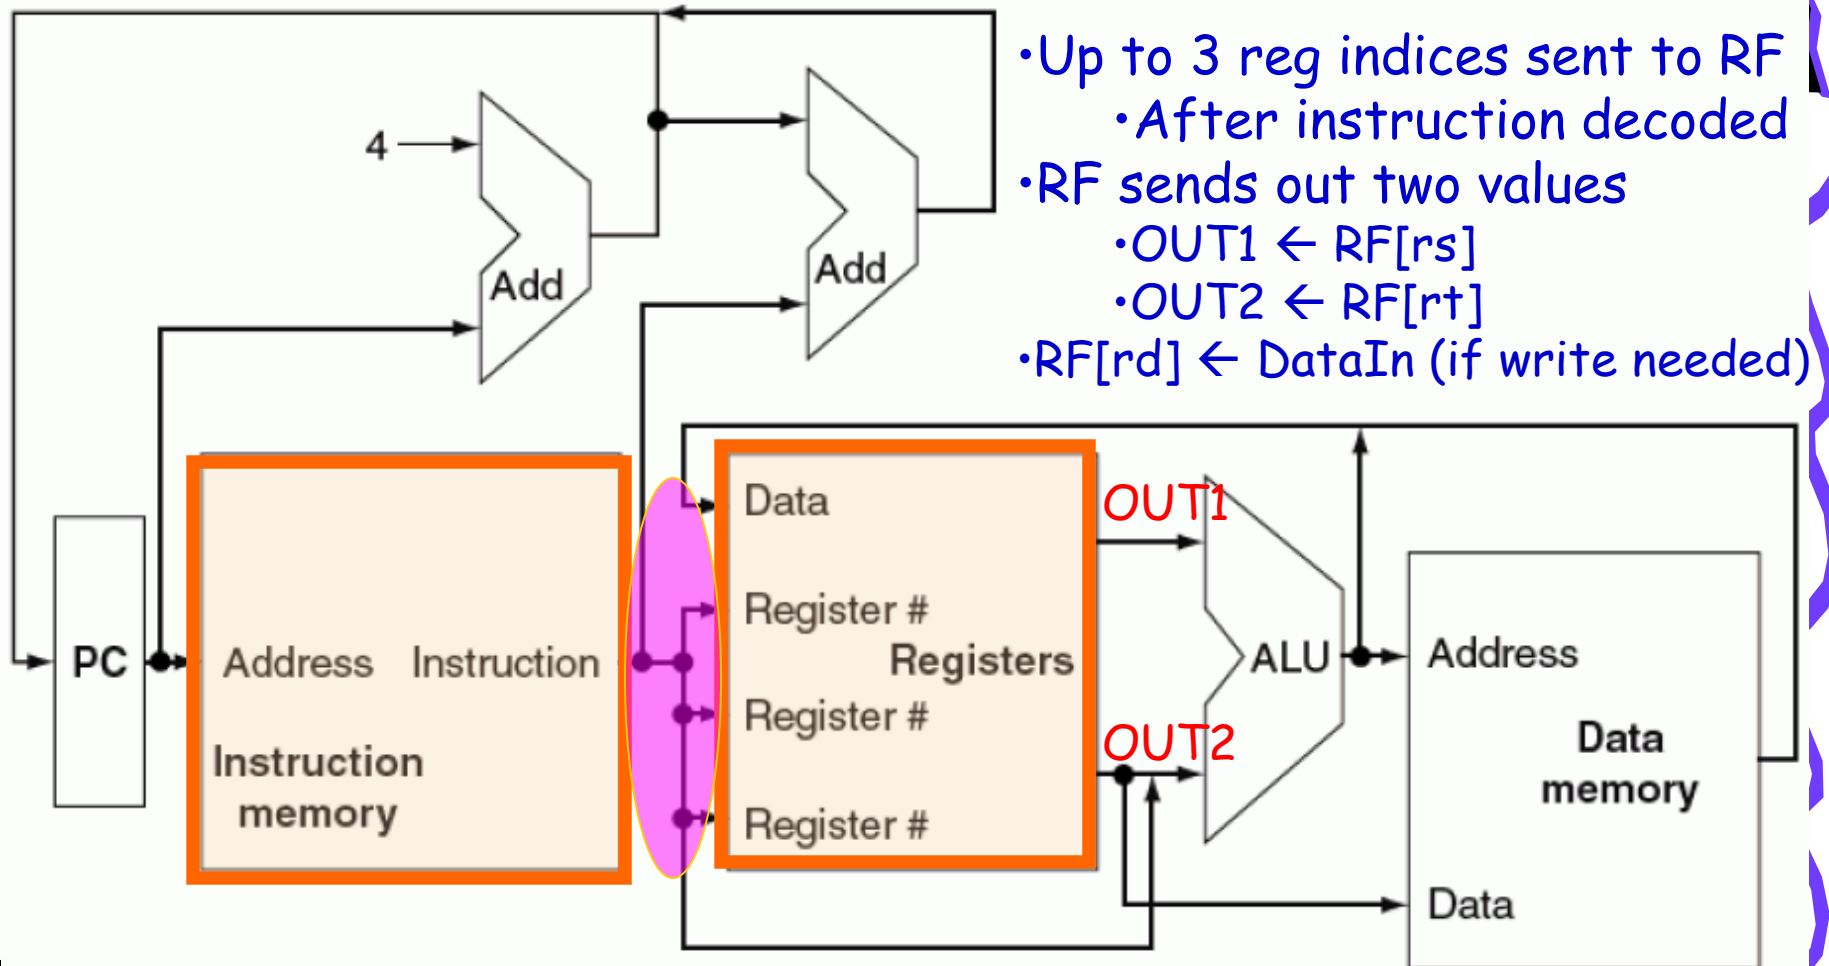 •Up to 3 reg indices sent to RF
•After instruction decoded
•RF sends out two values
•OUT1 ← RF[rs]
•OUT2 ← RF[rt]
•RF[rd] ← DataIn (if write needed)
4
Add
Add
PC
Address
Instruction
Instruction
memory
Data
Register #
Registers
Register #
Register #
OUT1
OUT2
ALU
Address
Data
memory
Data